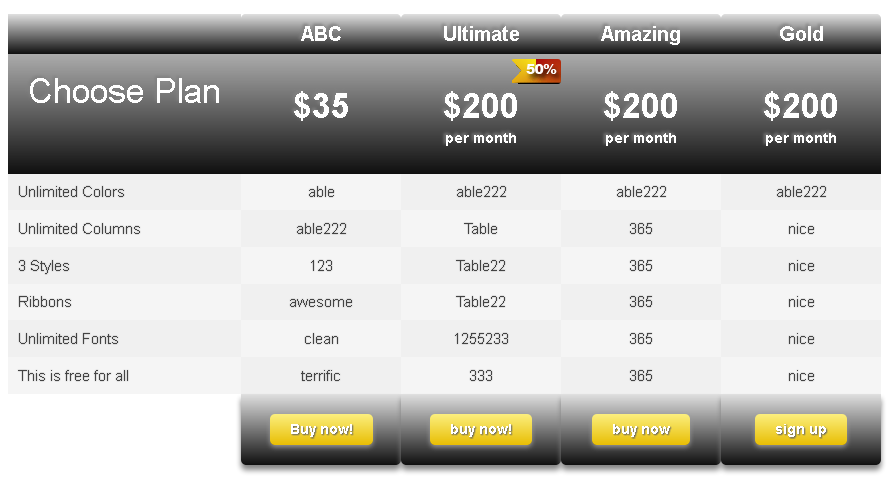 ABC Ultimate Amazing Gold
50%
Choose Plan $35 $200 $200 $200
per month per month per month
Unlimited Colors able able222 able222 able222
Unlimited Columns able222 Table 365 nice
3 Styles 123 Table22 365 nice
Ribbons awesome Table22 365 nice
Unlimited Fonts clean 1255233 365 nice
This is free for all terrific 333 365 nice
Buy now! buy now! buy now sign up